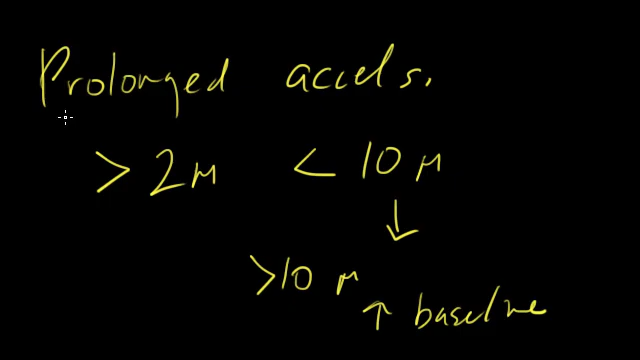 Prolonged accels.
> 2m < 10m
↓
>10 m
↑ baseline